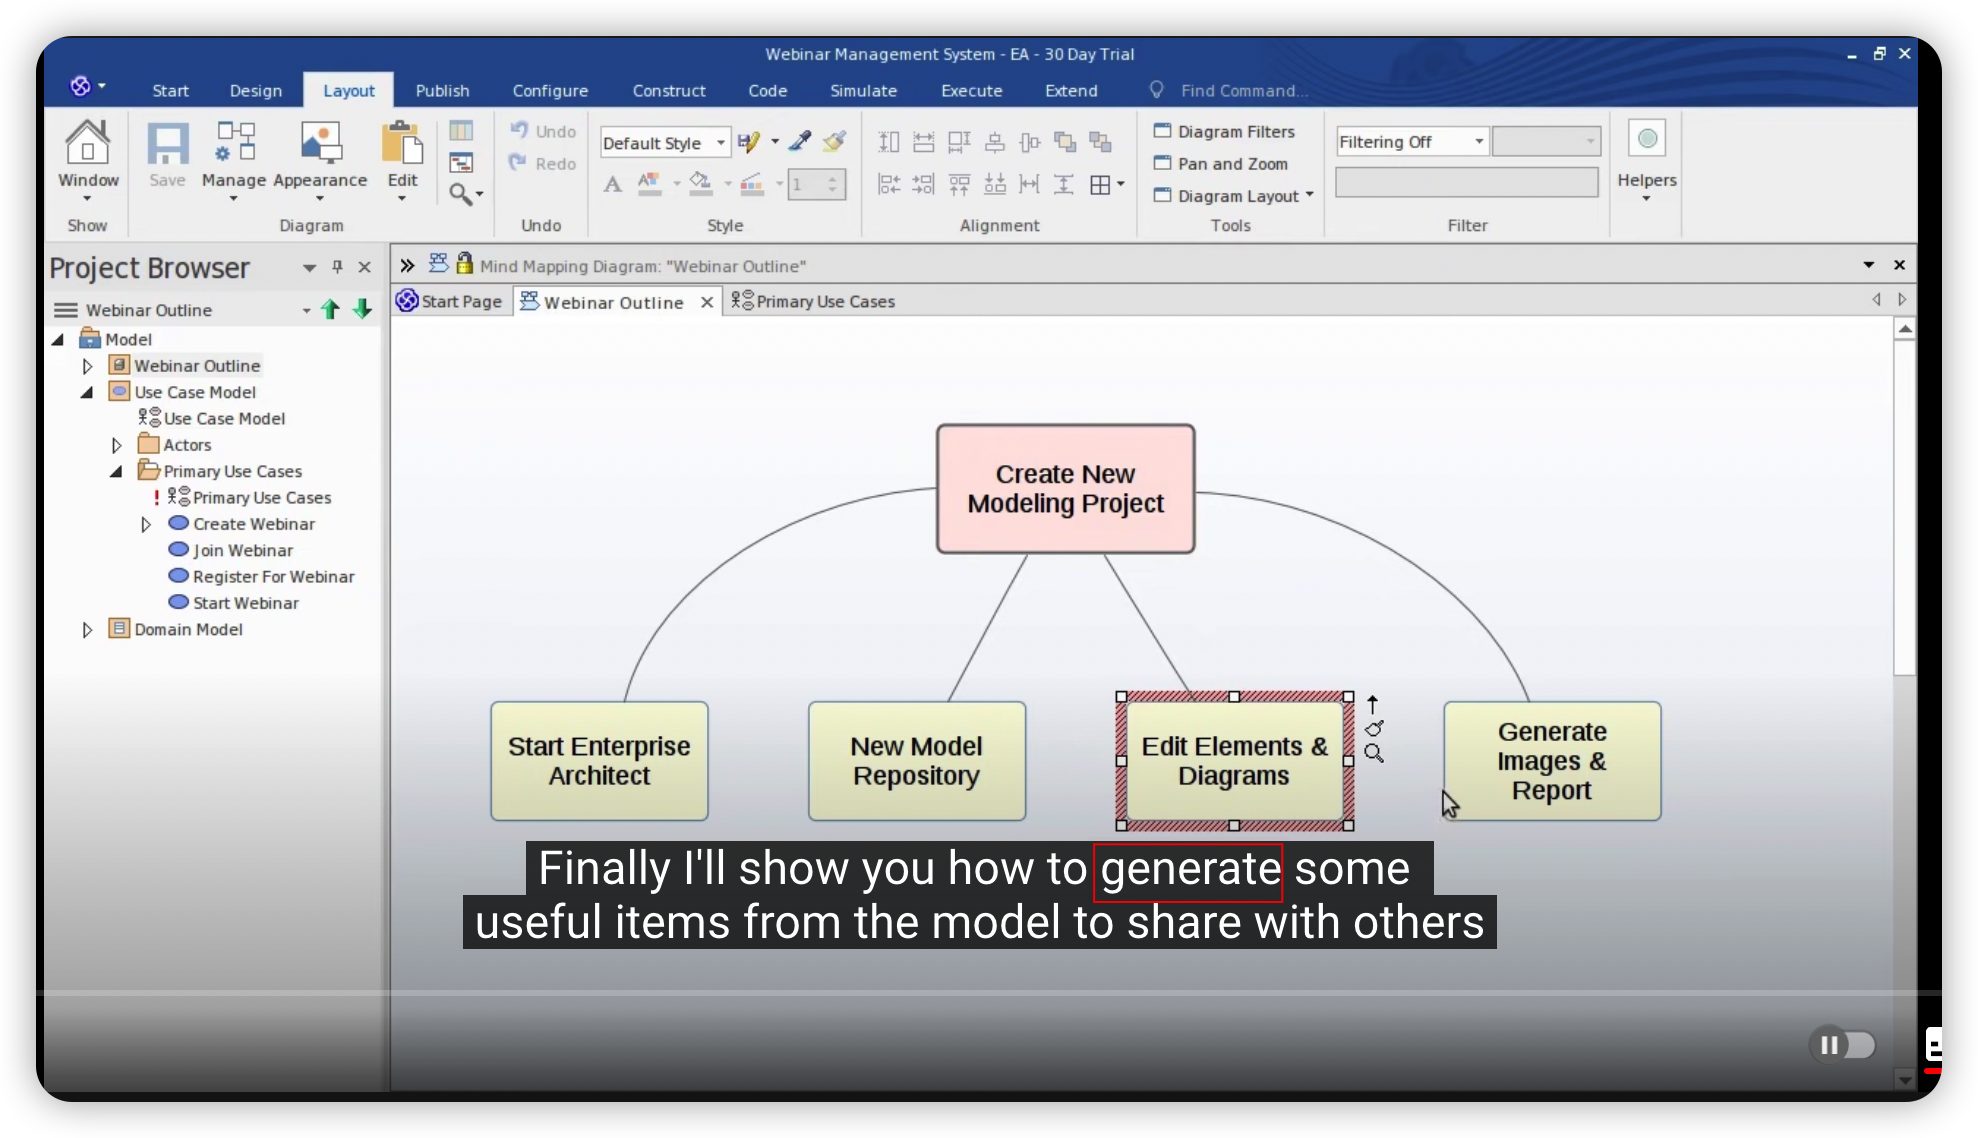 Webinar Management System - EA - 30 Day Trial
Start Design Layout Publish Configure Construct Code Simulate Execute Extend Find Command...
Window
Show
Save
Manage
Appearance
Edit
Diagram
Undo
Redo
Undo
Default Style
1
Style
Alignment
Diagram Filters
Pan and Zoom
Diagram Layout
Tools
Filtering Off
Filter
Helpers
Project Browser
Webinar Outline
Model
Webinar Outline
Use Case Model
Use Case Model
Actors
Primary Use Cases
Primary Use Cases
Create Webinar
Join Webinar
Register For Webinar
Start Webinar
Domain Model
Mind Mapping Diagram: "Webinar Outline"
Start Page
Webinar Outline
Primary Use Cases
Create New
Modeling Project
Start Enterprise
Architect
New Model
Repository
Edit Elements &
Diagrams
Generate
Images &
Report
Finally I'll show you how to generate some
useful items from the model to share with others